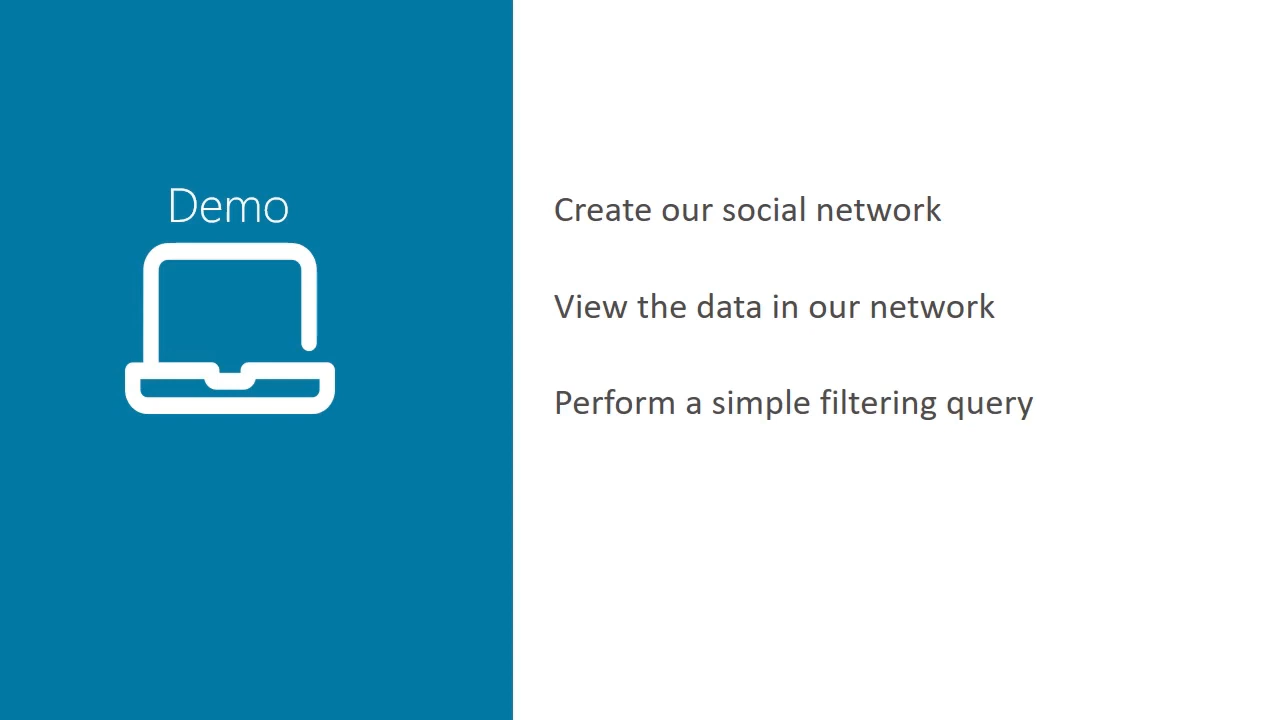 Demo
Create our social network
View the data in our network
Perform a simple filtering query